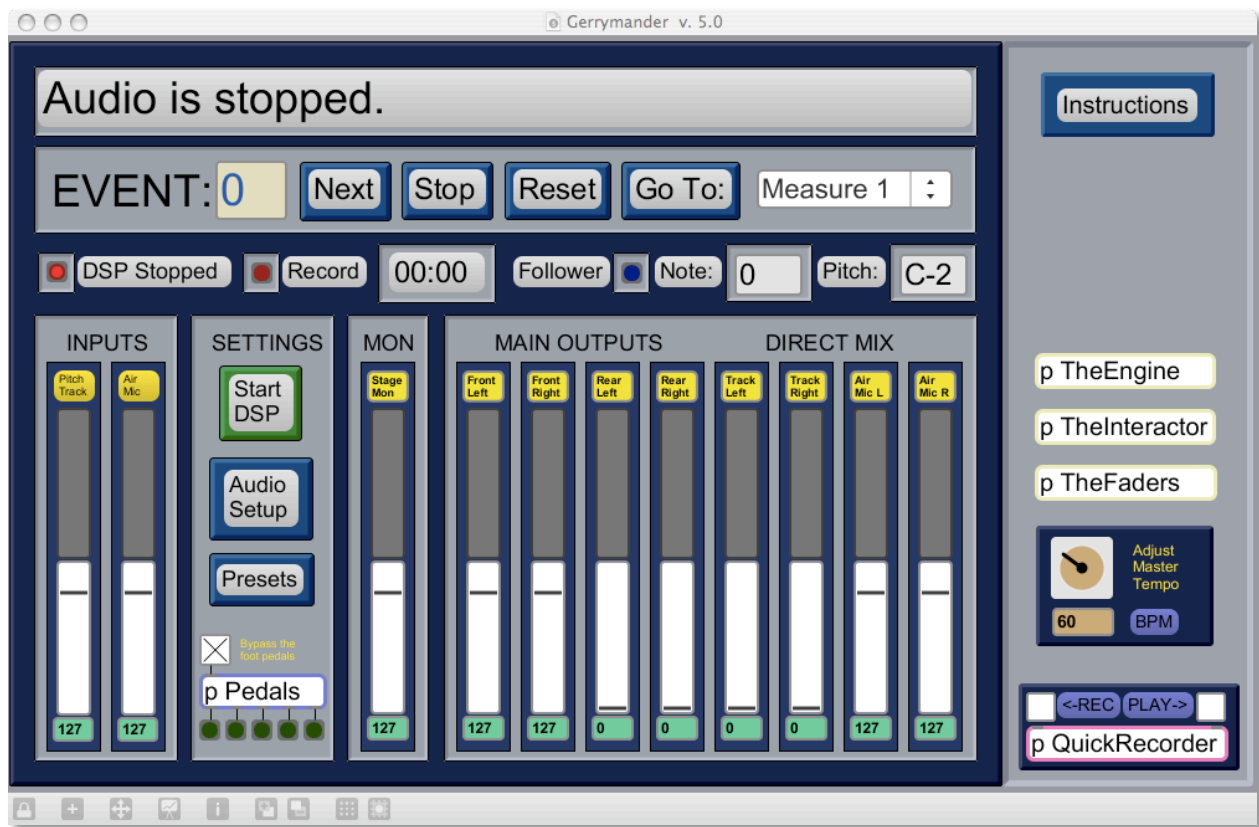 Gerrymander v. 5.0
Audio is stopped.
Instructions
EVENT: 0 Next Stop Reset Go To: Measure 1
DSP Stopped Record 00:00 Follower Note: 0 Pitch: C-2
INPUTS SETTINGS MON MAIN OUTPUTS DIRECT MIX
Pitch Track
Air Mic
Start DSP
Audio Setup
Presets
Bypass the foot pedals
p Pedals
Stage Mon
Front Left
Front Right
Rear Left
Rear Right
Track Left
Track Right
Air Mic L
Air Mic R
127 127 127 127 127 0 0 0 0 127 127
p TheEngine
p TheInteractor
p TheFaders
Adjust
Master
Tempo
60 BPM
<-REC PLAY->
p QuickRecorder